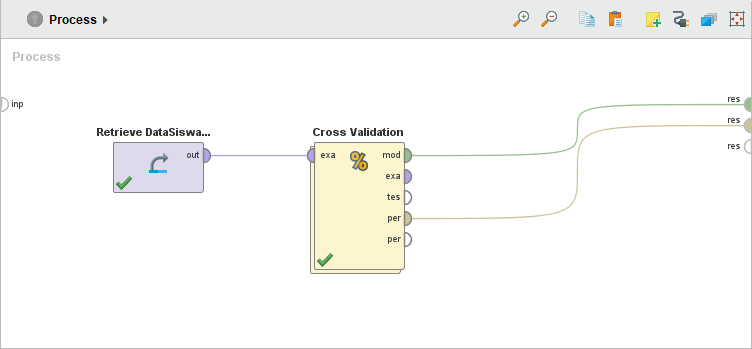 Process
Process
inp
res
res
res
Retrieve DataSiswa...
out
Cross Validation
exa
mod
exa
tes
per
per